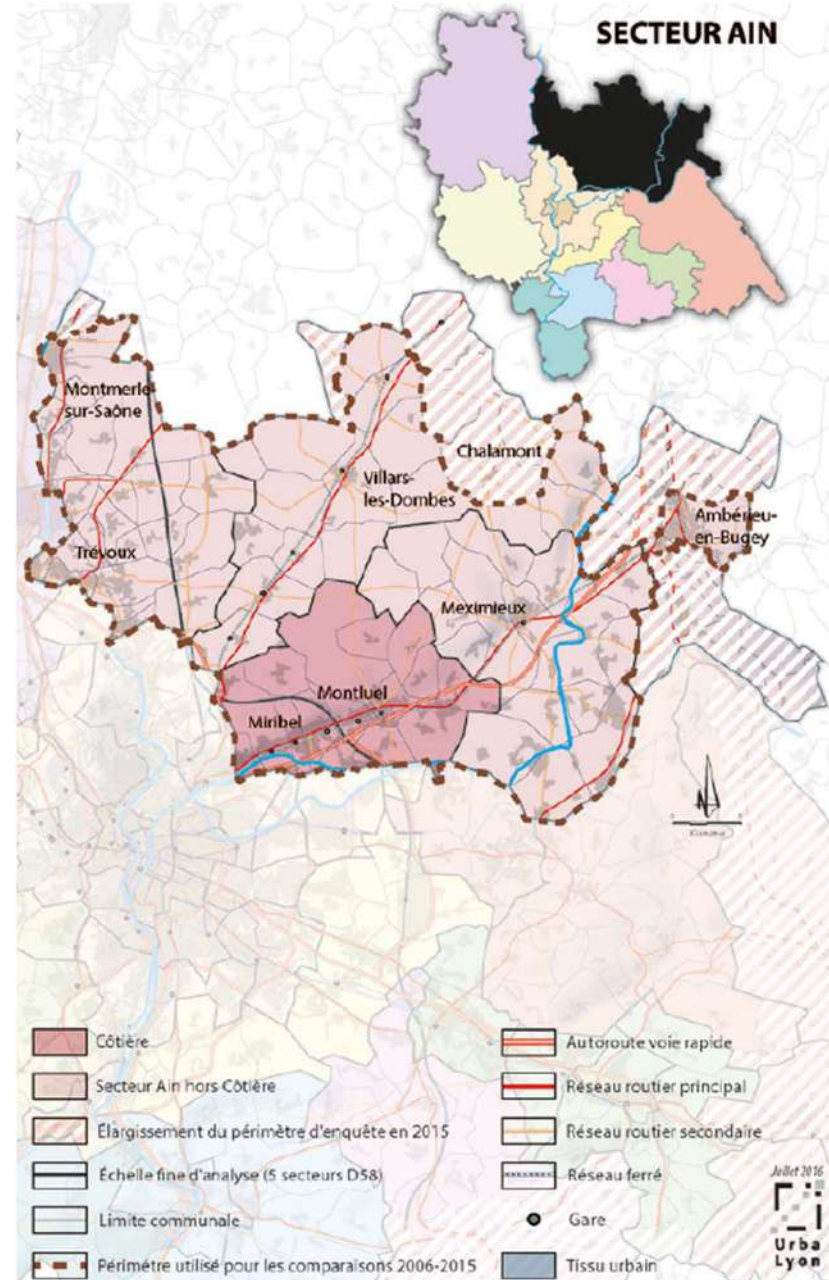 SECTEUR AIN
Montmerle
sur-Saône
Chalamont
Villars-
les-Dombes
Ambérieu-
en-Bugey
Trévoux
Meximieux
Montluel
Miribel
Côtière
Secteur Ain hors Côtière
Élargissement du périmètre d'enquête en 2015
Échelle fine d'analyse (5 secteurs D58)
Limite communale
Périmètre utilisé pour les comparaisons 2006-2015
Autoroute voie rapide
Réseau routier principal
Réseau routier secondaire
Réseau ferré
Gare
Tissu urbain
Juillet 2016
Urba
Lyon